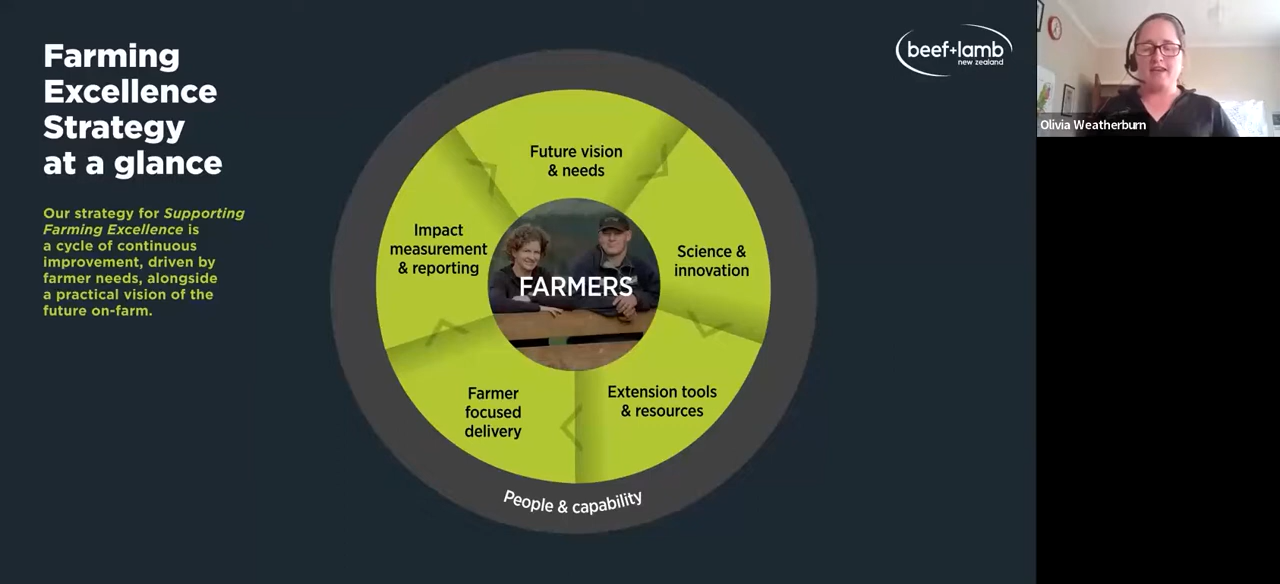 Farming
Excellence
Strategy
at a glance
Our strategy for Supporting
Farming Excellence is
a cycle of continuous
improvement, driven by
farmer needs, alongside
a practical vision of the
future on-farm.
beef+lamb
new zealand
Future vision
& needs
Science &
innovation
Extension tools
& resources
Farmer
focused
delivery
Impact
measurement
& reporting
FARMERS
People & capability
Olivia Weatherburn